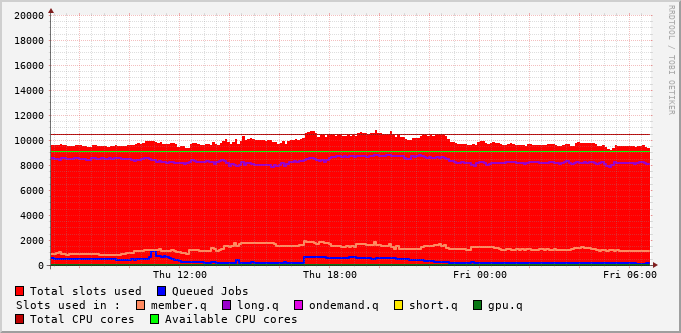 20000
18000
16000
14000
12000
10000
8000
6000
4000
2000
0
Thu 12:00 Thu 18:00 Fri 00:00 Fri 06:00
Total slots used Queued Jobs
Slots used in : member.q long.q ondemand.q short.q gpu.q
Total CPU cores Available CPU cores
RRDTOOL / TOBI OETIKER